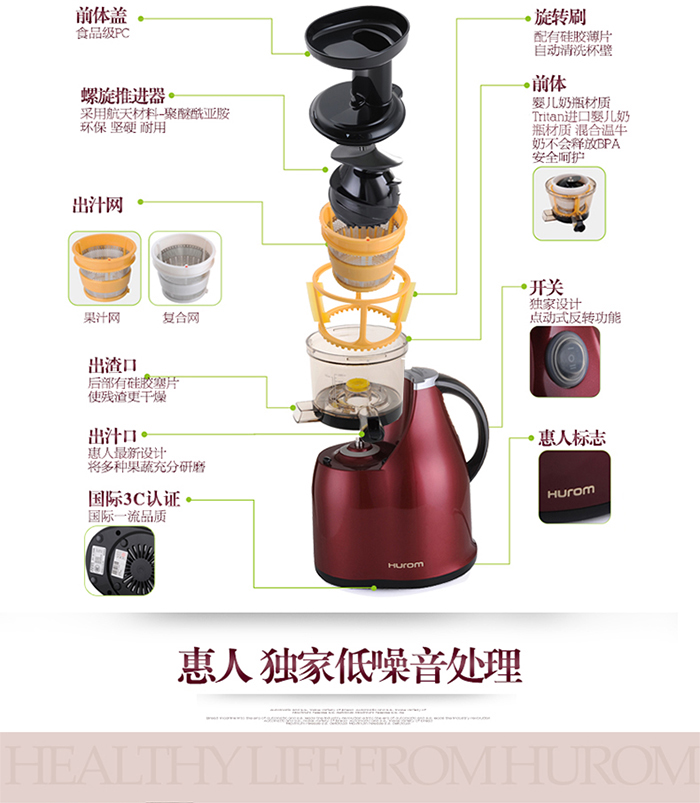 前体盖
食品级PC
螺旋推进器
采用航天材料-聚醚酰亚胺
环保 坚硬 耐用
出汁网
果汁网
复合网
出渣口
后部有硅胶塞片
使残渣更干燥
出汁口
惠人最新设计
将多种果蔬充分研磨
国际3C认证
国际一流品质
旋转刷
配有硅胶薄片
自动清洗杯壁
前体
婴儿奶瓶材质
Tritan进口婴儿奶
瓶材质 混合温牛
奶不会释放BPA
安全呵护
开关
独家设计
点动式反转功能
惠人标志
Hurom
Hurom
惠人 独家低噪音处理
HEALTHY LIFE FROM HUROM